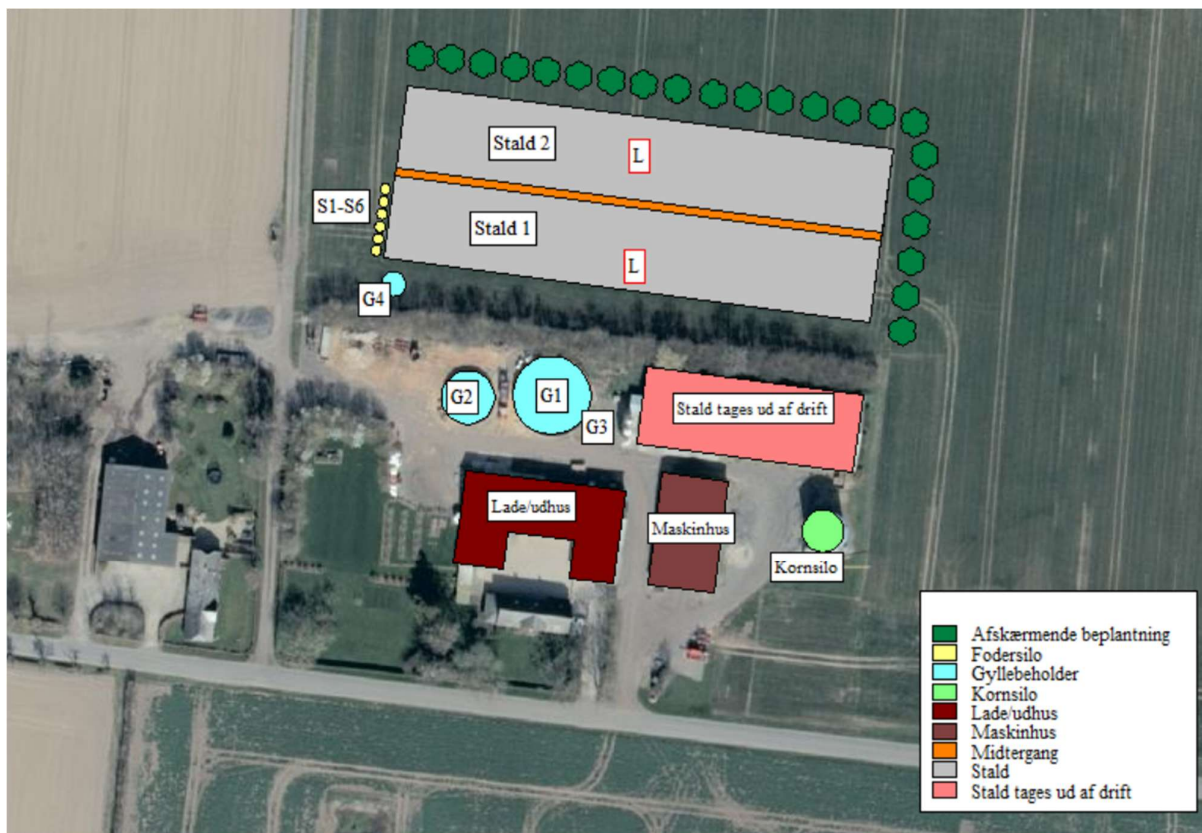 Stald 2
L
S1-S6
Stald 1
L
G4
G2
G1
G3
Stald tages ud af drift
Lade/udhus
Maskinhus
Kornsilo
Afskærmende beplantning
Fodersilo
Gyllebeholder
Kornsilo
Lade/udhus
Maskinhus
Midtergang
Stald
Stald tages ud af drift